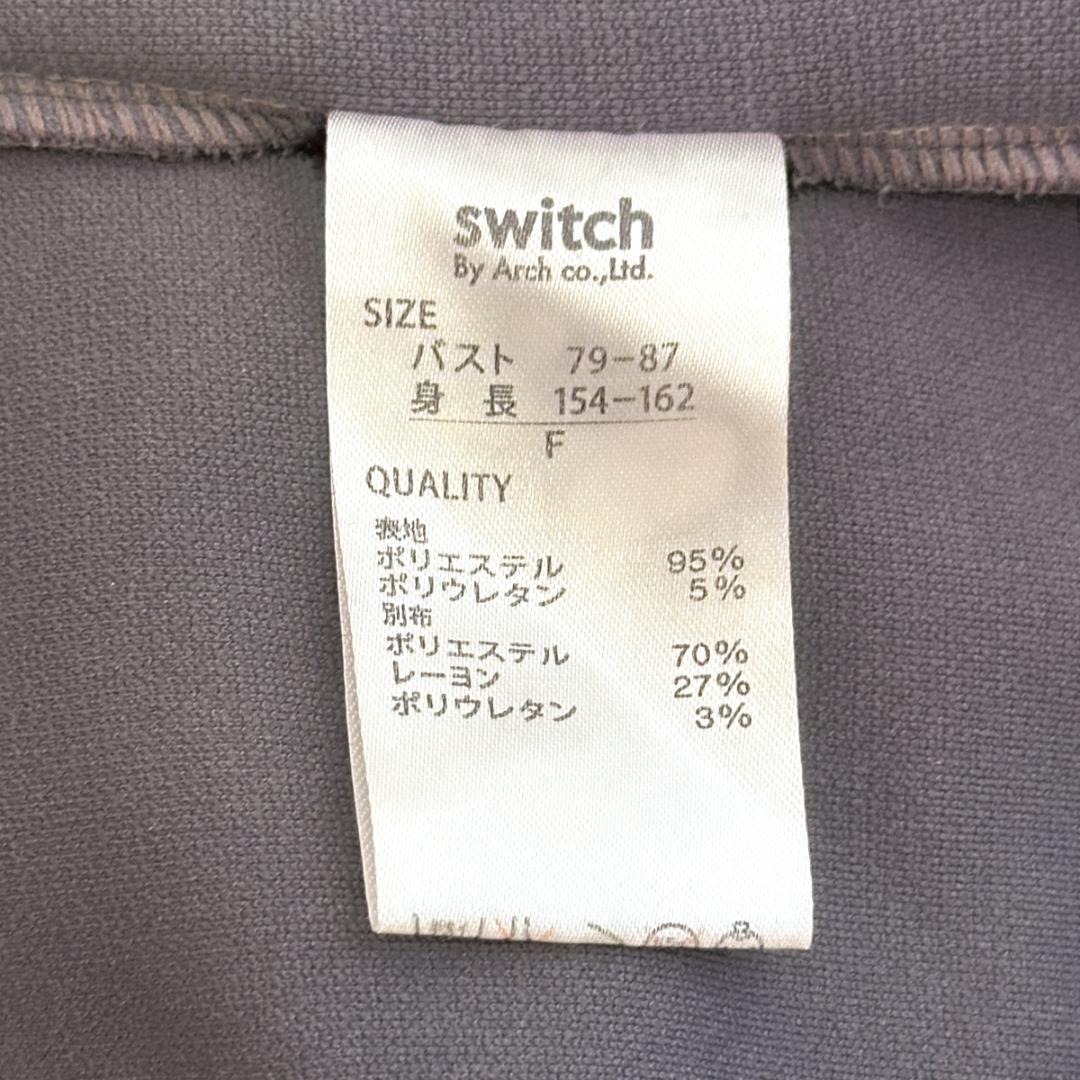 switch
By Arch co.,Ltd.
SIZE
バスト 79-87
身 長 154-162
F
QUALITY
表地
ポリエステル 95%
ポリウレタン 5%
別布
ポリエステル 70%
レーヨン 27%
ポリウレタン 3%